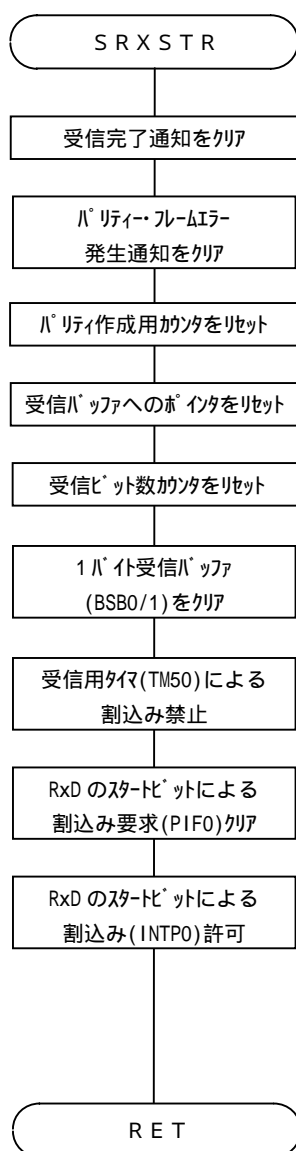 ＳＲＸＳＴＲ
受信完了通知をｸﾘｱ
ﾊﾟﾘﾃｨｰ･ﾌﾚｰﾑｴﾗｰ
発生通知をｸﾘｱ
ﾊﾟﾘﾃｨ作成用ｶｳﾝﾀをﾘｾｯﾄ
受信ﾊﾞｯﾌｧへのﾎﾟｲﾝﾀをﾘｾｯﾄ
受信ﾋﾞｯﾄ数ｶｳﾝﾀをﾘｾｯﾄ
1ﾊﾞｲﾄ受信ﾊﾞｯﾌｧ
(BSB0/1)をｸﾘｱ
受信用ﾀｲﾏ(TM50)による
割込み禁止
RxDのｽﾀｰﾄﾋﾞｯﾄによる
割込み要求(PIF0)ｸﾘｱ
RxDのｽﾀｰﾄﾋﾞｯﾄによる
割込み(INTP0)許可
ＲＥＴ